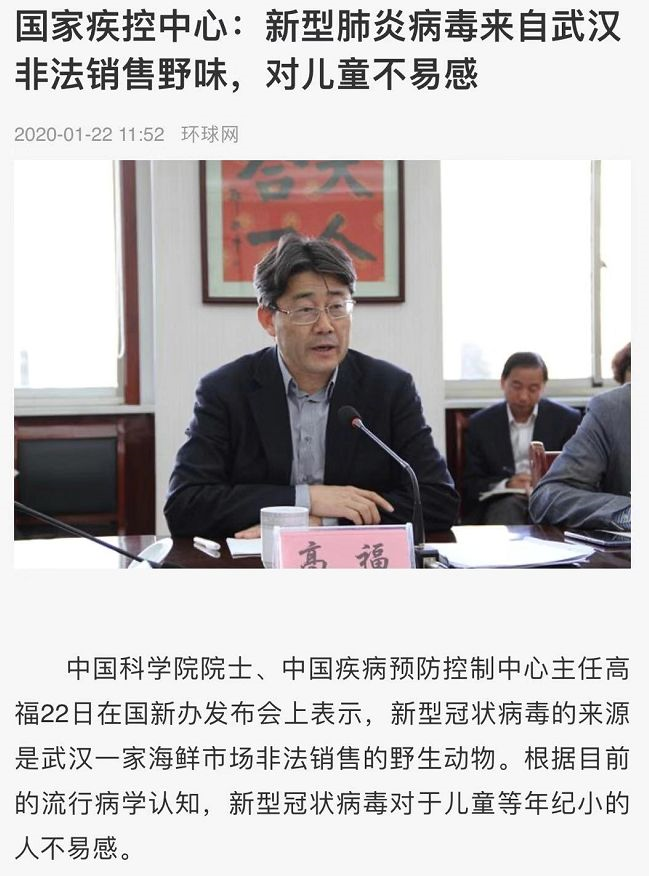 国家疾控中心：新型肺炎病毒来自武汉
非法销售野味，对儿童不易感
2020-01-22 11:52 环球网
合天
一人
高 福
中国科学院院士、中国疾病预防控制中心主任高
福22日在国新办发布会上表示，新型冠状病毒的来源
是武汉一家海鲜市场非法销售的野生动物。根据目前
的流行病学认知，新型冠状病毒对于儿童等年纪小的
人不易感。